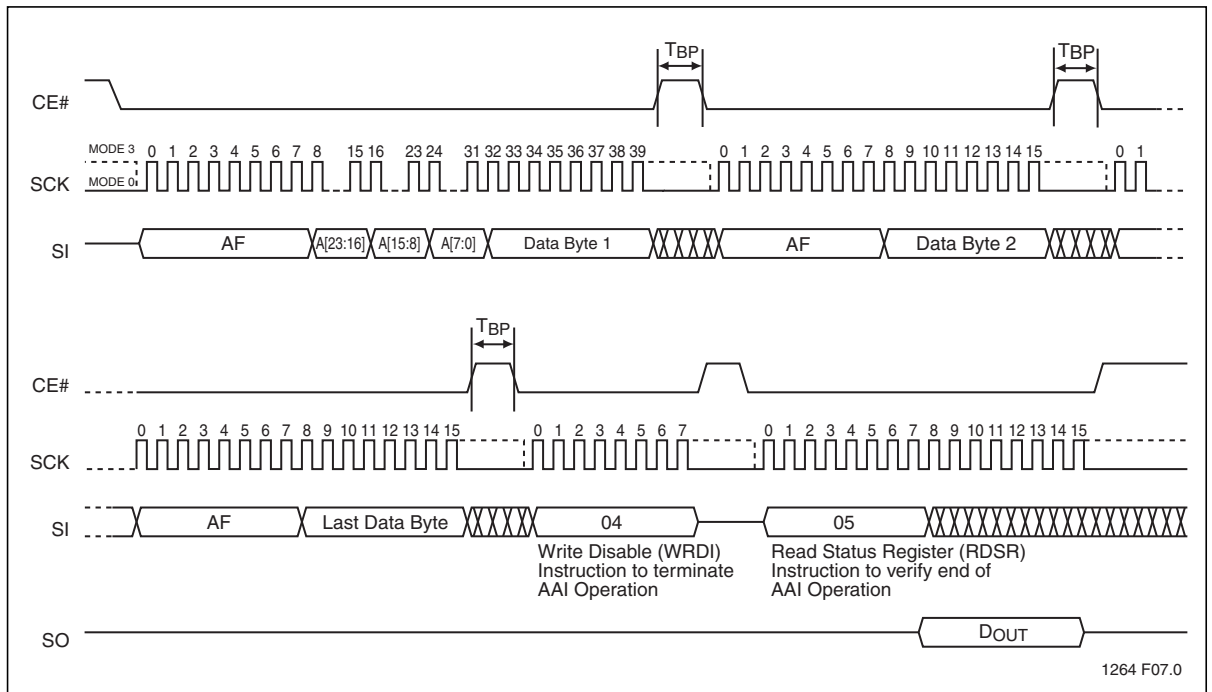 TBP TBP
CE#
MODE 3 0 1 2 3 4 5 6 7 8 15 16 23 24 31 32 33 34 35 36 37 38 39 0 1 2 3 4 5 6 7 8 9 10 11 12 13 14 15 0 1
SCK MODE 0
SI AF A[23:16] A[15:8] A[7:0] Data Byte 1 AF Data Byte 2
TBP
CE#
0 1 2 3 4 5 6 7 8 9 10 11 12 13 14 15 0 1 2 3 4 5 6 7 0 1 2 3 4 5 6 7 8 9 10 11 12 13 14 15
SCK
SI AF Last Data Byte 04 05
Write Disable (WRDI)
Instruction to terminate
AAI Operation
Read Status Register (RDSR)
Instruction to verify end of
AAI Operation
SO DOUT
1264 F07.0